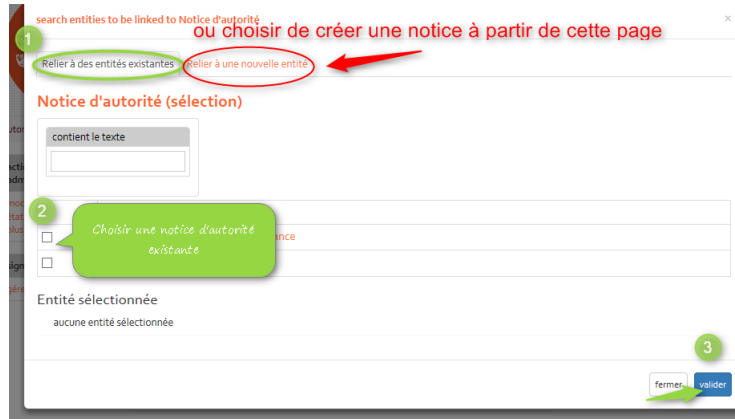 search entities to be linked to Notice d'autorité
×
ou choisir de créer une notice à partir de cette page
1
Relier à des entités existantes
Relier à une nouvelle entité
Notice d'autorité (sélection)
contient le texte
2
Choisir une notice d'autorité
existante
ance
Entité sélectionnée
aucune entité sélectionnée
3
fermer
valider